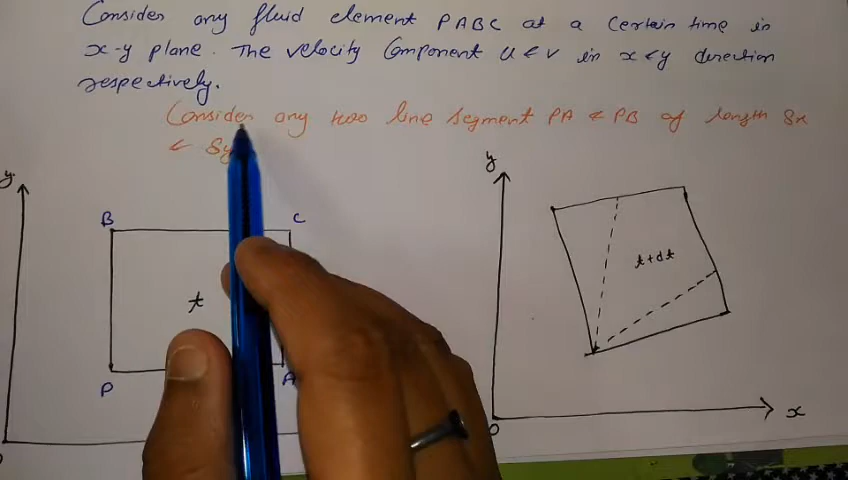 Consider any fluid element PABC at a certain time in
x-y plane. The velocity Component u & v in x & y direction
respectively.
Consider any two line segment PA & PB of length δx
& δy
y
y
B
C
t
t+dt
P
A
x
O